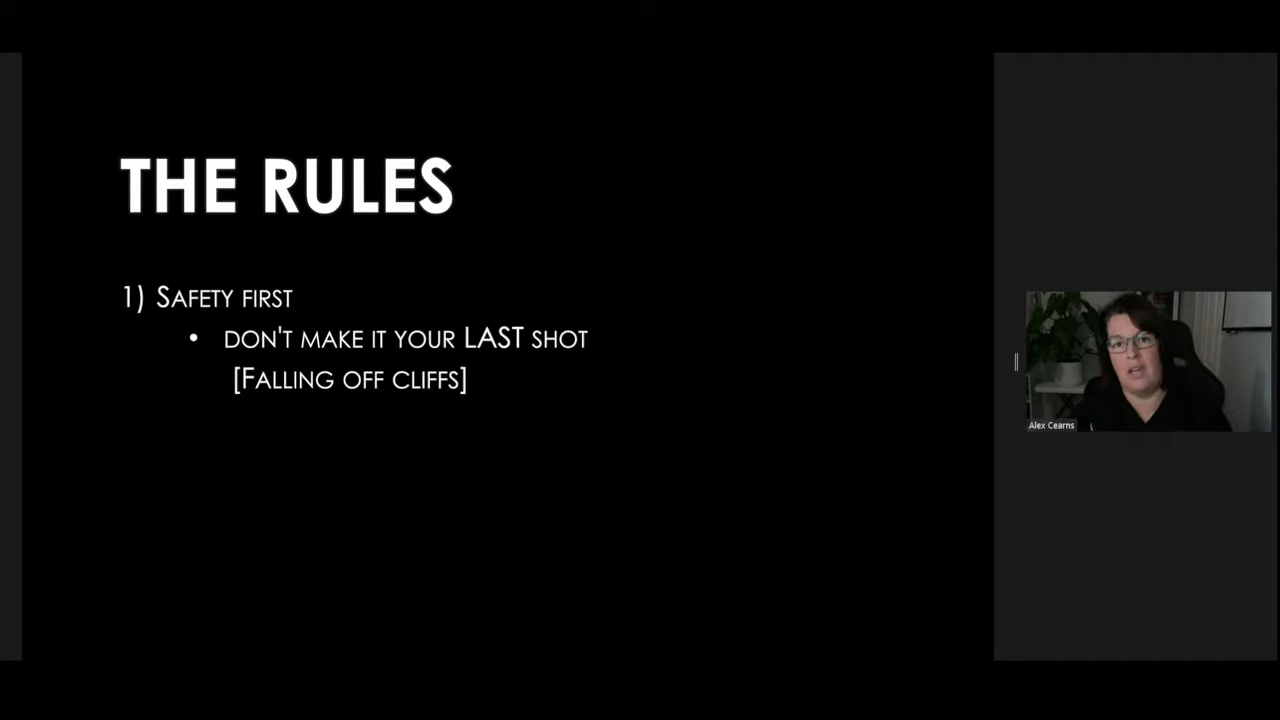 THE RULES
1) SAFETY FIRST
• DON'T MAKE IT YOUR LAST SHOT
[FALLING OFF CLIFFS]
Alex Cearns